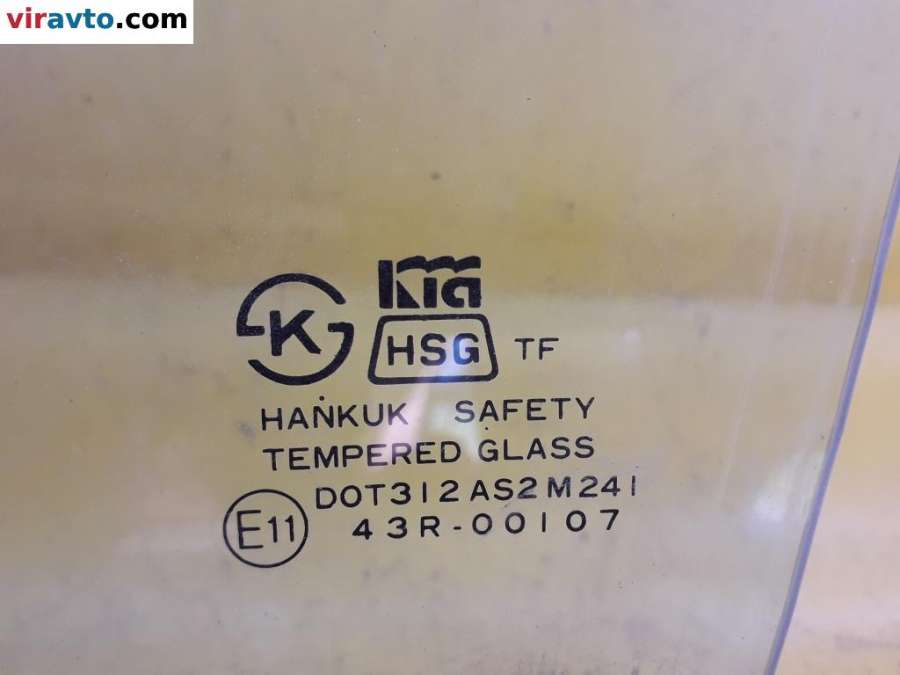 viravto.com
Kia
K
HSG TF
HANKUK SAFETY
TEMPERED GLASS
DOT312 AS2 M241
E11 43R-00107